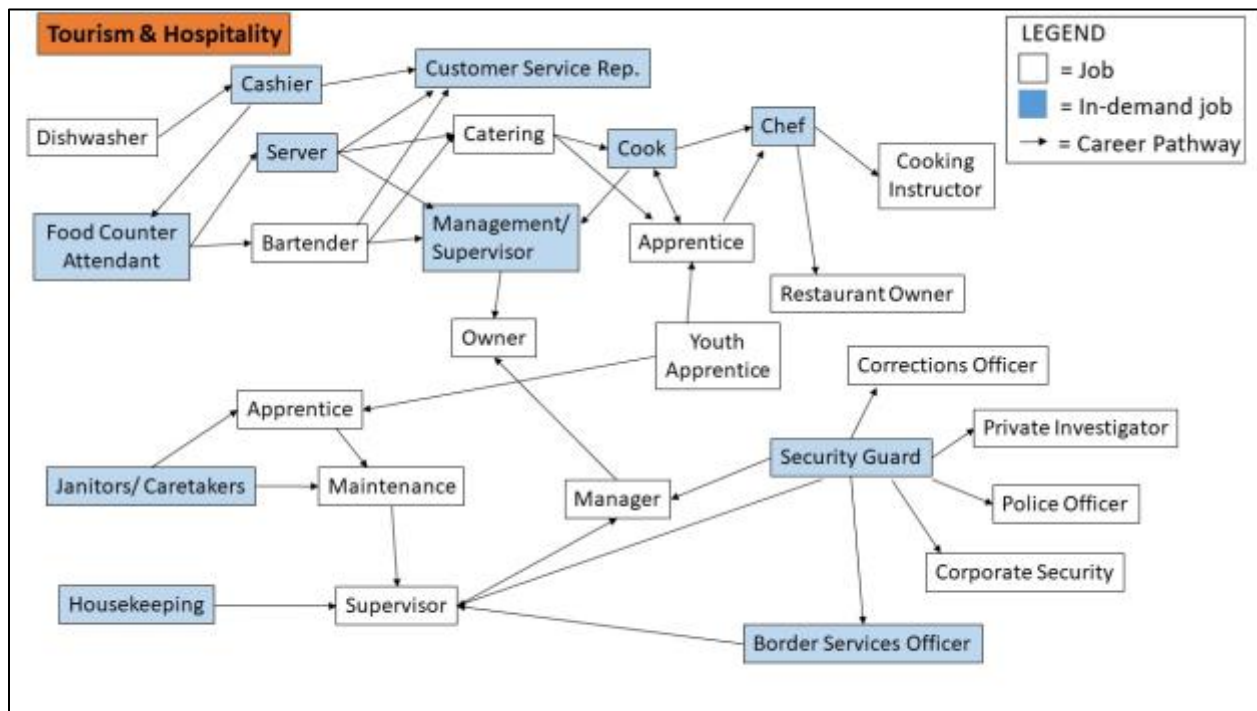 Tourism & Hospitality
LEGEND
= Job
= In-demand job
= Career Pathway
Cashier
Customer Service Rep.
Dishwasher
Server
Catering
Cook
Chef
Cooking
Instructor
Food Counter
Attendant
Bartender
Management/
Supervisor
Apprentice
Restaurant Owner
Owner
Youth
Apprentice
Corrections Officer
Apprentice
Private Investigator
Security Guard
Janitors/ Caretakers
Maintenance
Manager
Police Officer
Corporate Security
Housekeeping
Supervisor
Border Services Officer